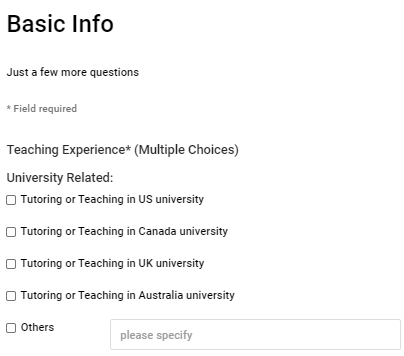 Basic Info
Just a few more questions
* Field required
Teaching Experience* (Multiple Choices)
University Related:
Tutoring or Teaching in US university
Tutoring or Teaching in Canada university
Tutoring or Teaching in UK university
Tutoring or Teaching in Australia university
Others please specify